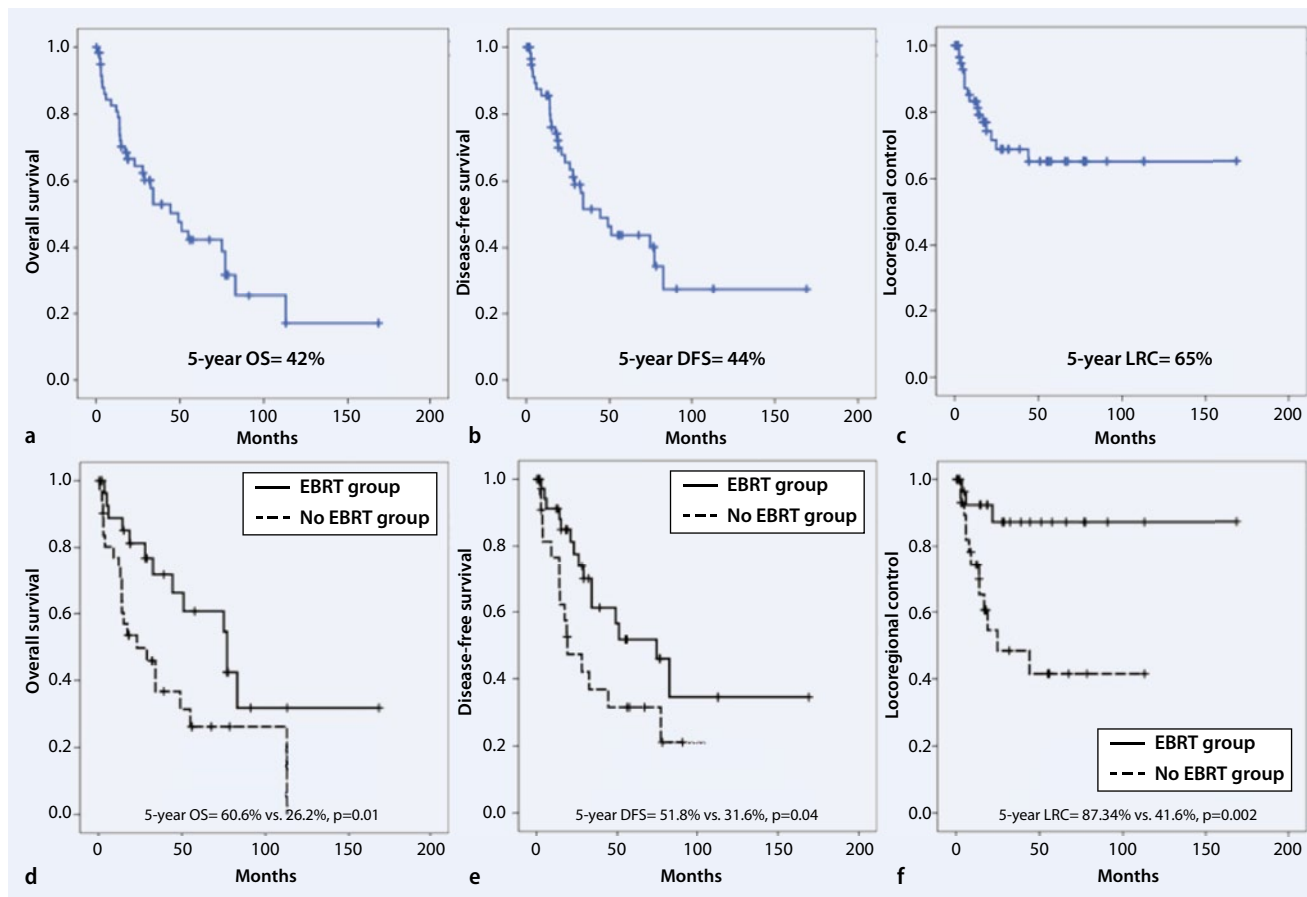 1.0
0.8
0.6
0.4
0.2
0.0
Overall survival
5-year OS= 42%
0 50 100 150 200
Months
a
1.0
0.8
0.6
0.4
0.2
0.0
Disease-free survival
5-year DFS= 44%
0 50 100 150 200
Months
b
1.0
0.8
0.6
0.4
0.2
0.0
Locoregional control
5-year LRC= 65%
0 50 100 150 200
Months
c
1.0
0.8
0.6
0.4
0.2
0.0
Overall survival
EBRT group
No EBRT group
5-year OS= 60.6% vs. 26.2%, p=0.01
0 50 100 150 200
Months
d
1.0
0.8
0.6
0.4
0.2
0.0
Disease-free survival
EBRT group
No EBRT group
5-year DFS= 51.8% vs. 31.6%, p=0.04
0 50 100 150 200
Months
e
1.0
0.8
0.6
0.4
0.2
0.0
Locoregional control
EBRT group
No EBRT group
5-year LRC= 87.34% vs. 41.6%, p=0.002
0 50 100 150 200
Months
f